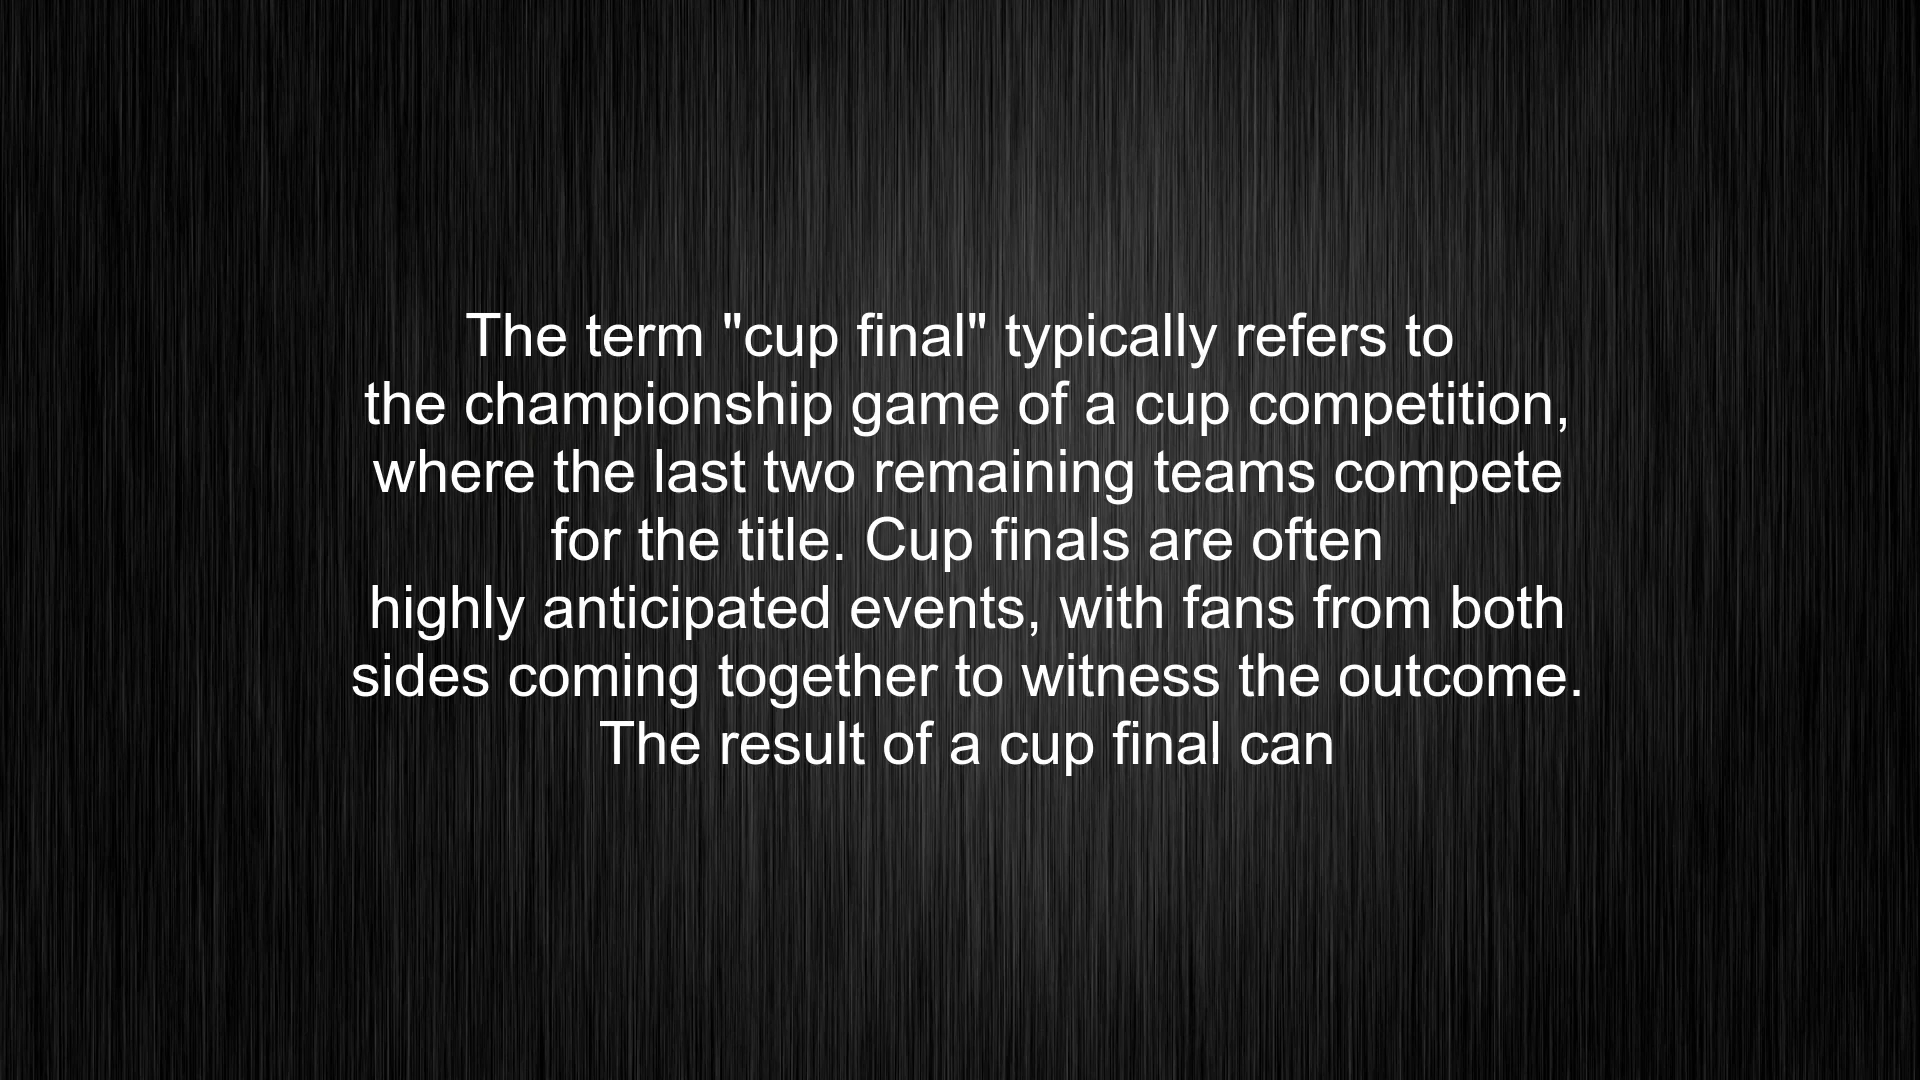 The term "cup final" typically refers to
the championship game of a cup competition,
where the last two remaining teams compete
for the title. Cup finals are often
highly anticipated events, with fans from both
sides coming together to witness the outcome.
The result of a cup final can